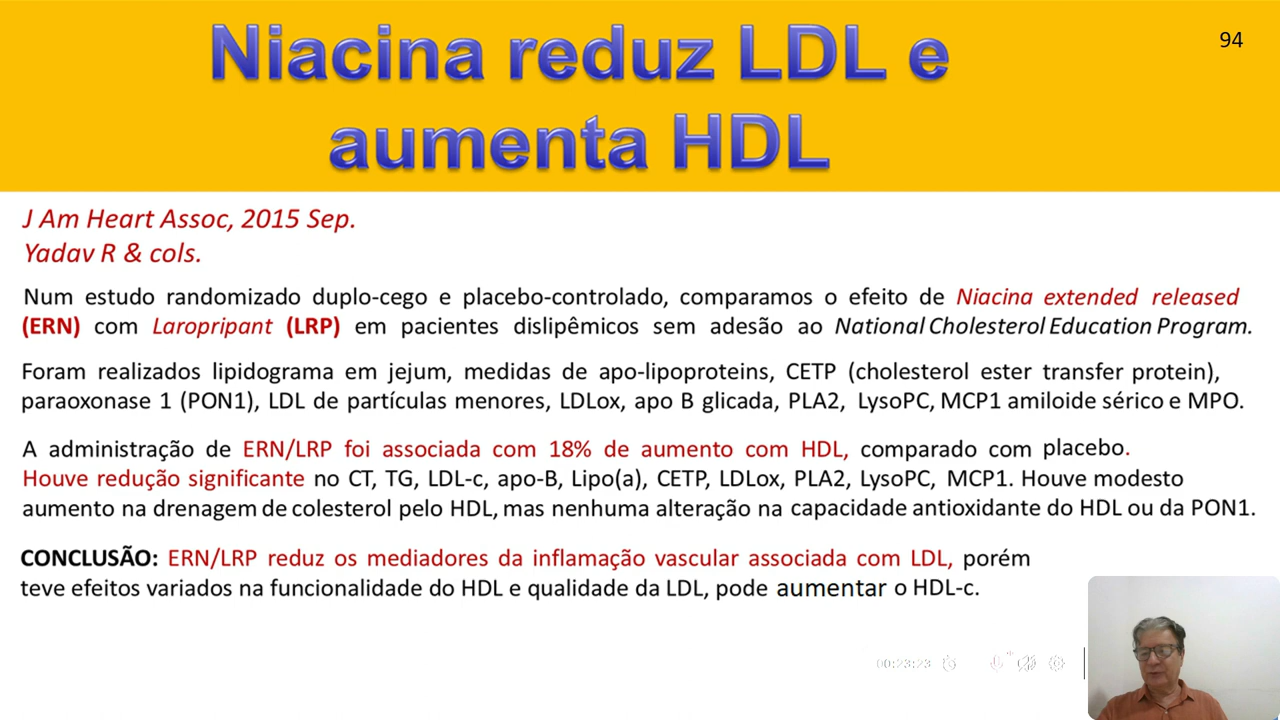 94
Niacina reduz LDL e
aumenta HDL
J Am Heart Assoc, 2015 Sep.
Yadav R & cols.
Num estudo randomizado duplo-cego e placebo-controlado, comparamos o efeito de Niacina extended released
(ERN) com Laropripant (LRP) em pacientes dislipêmicos sem adesão ao National Cholesterol Education Program.
Foram realizados lipidograma em jejum, medidas de apo-lipoproteins, CETP (cholesterol ester transfer protein),
paraoxonase 1 (PON1), LDL de partículas menores, LDLox, apo B glicada, PLA2, LysoPC, MCP1 amiloide sérico e MPO.
A administração de ERN/LRP foi associada com 18% de aumento com HDL, comparado com placebo.
Houve redução significante no CT, TG, LDL-c, apo-B, Lipo(a), CETP, LDLox, PLA2, LysoPC, MCP1. Houve modesto
aumento na drenagem de colesterol pelo HDL, mas nenhuma alteração na capacidade antioxidante do HDL ou da PON1.
CONCLUSÃO: ERN/LRP reduz os mediadores da inflamação vascular associada com LDL, porém
teve efeitos variados na funcionalidade do HDL e qualidade da LDL, pode aumentar o HDL-c.
00:23:23